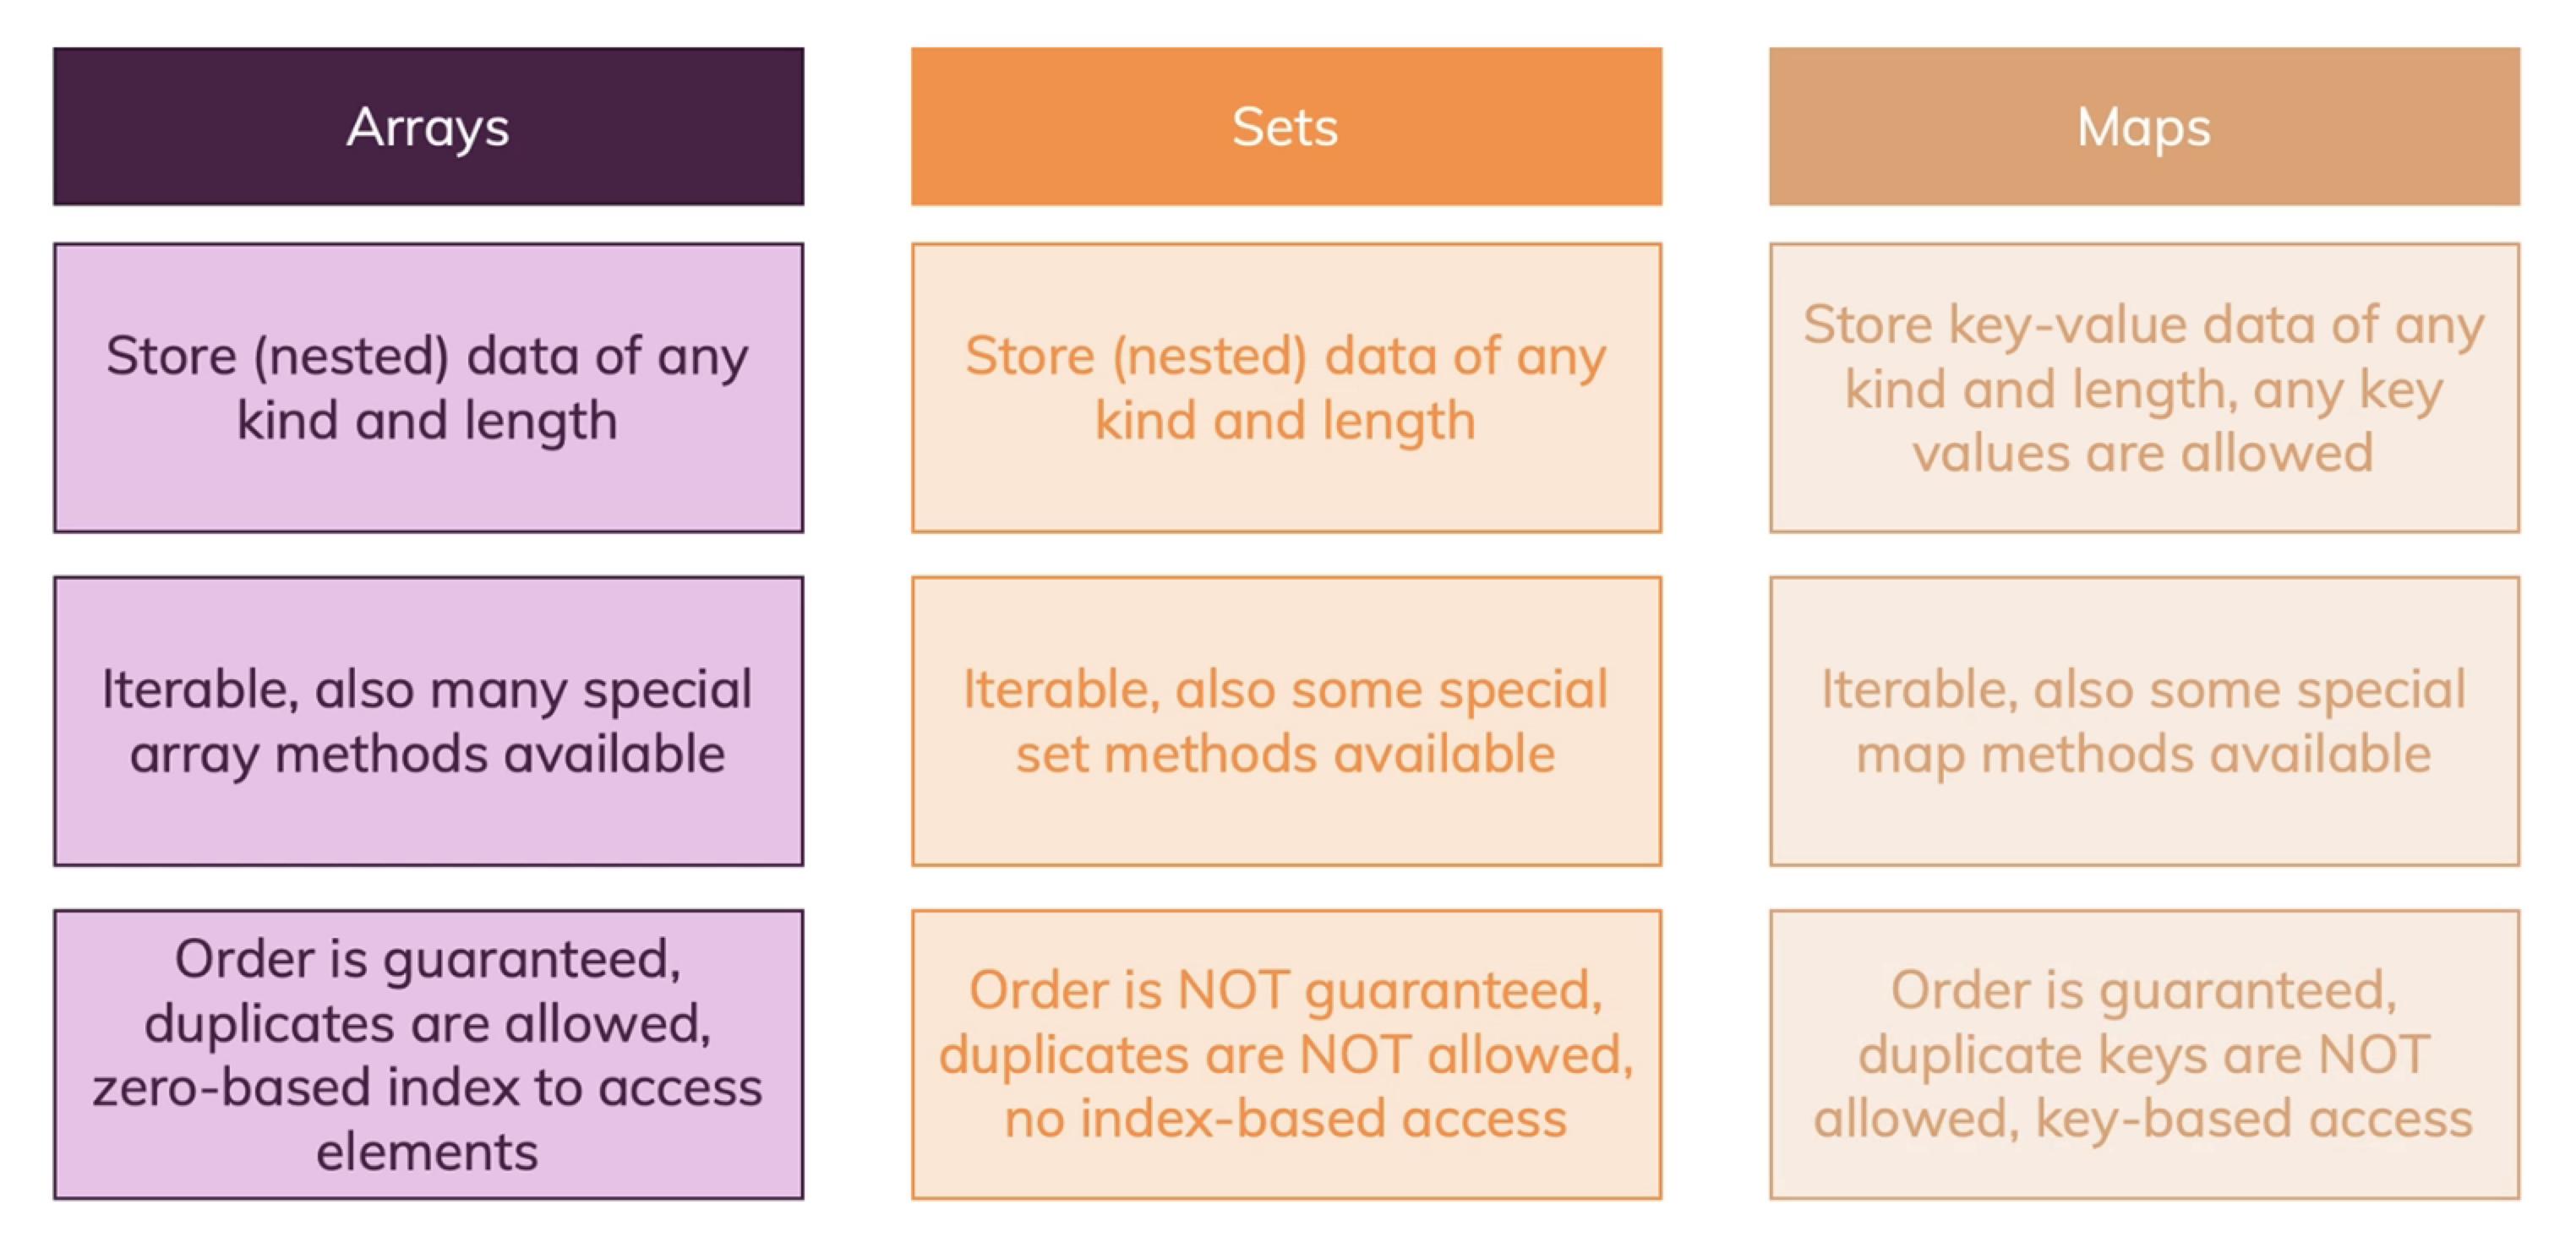 Arrays
Sets
Maps
Store (nested) data of any
kind and length
Store (nested) data of any
kind and length
Store key-value data of any
kind and length, any key
values are allowed
Iterable, also many special
array methods available
Iterable, also some special
set methods available
Iterable, also some special
map methods available
Order is guaranteed,
duplicates are allowed,
zero-based index to access
elements
Order is NOT guaranteed,
duplicates are NOT allowed,
no index-based access
Order is guaranteed,
duplicate keys are NOT
allowed, key-based access